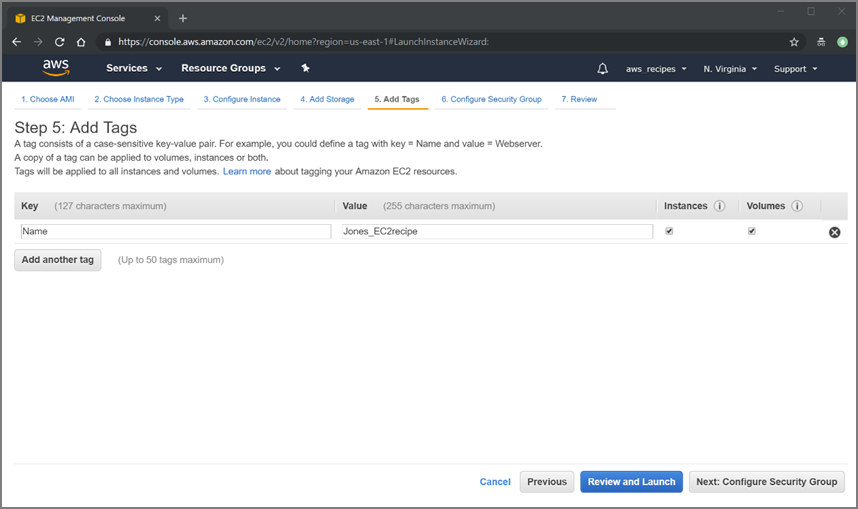 EC2 Management Console
https://console.aws.amazon.com/ec2/v2/home?region=us-east-1#LaunchInstanceWizard:
aws Services Resource Groups aws_recipes N. Virginia Support
1. Choose AMI 2. Choose Instance Type 3. Configure Instance 4. Add Storage 5. Add Tags 6. Configure Security Group 7. Review
Step 5: Add Tags
A tag consists of a case-sensitive key-value pair. For example, you could define a tag with key = Name and value = Webserver.
A copy of a tag can be applied to volumes, instances or both.
Tags will be applied to all instances and volumes. Learn more about tagging your Amazon EC2 resources.
Key (127 characters maximum) Value (255 characters maximum) Instances i Volumes i
Name Jones_EC2recipe
Add another tag (Up to 50 tags maximum)
Cancel Previous Review and Launch Next: Configure Security Group